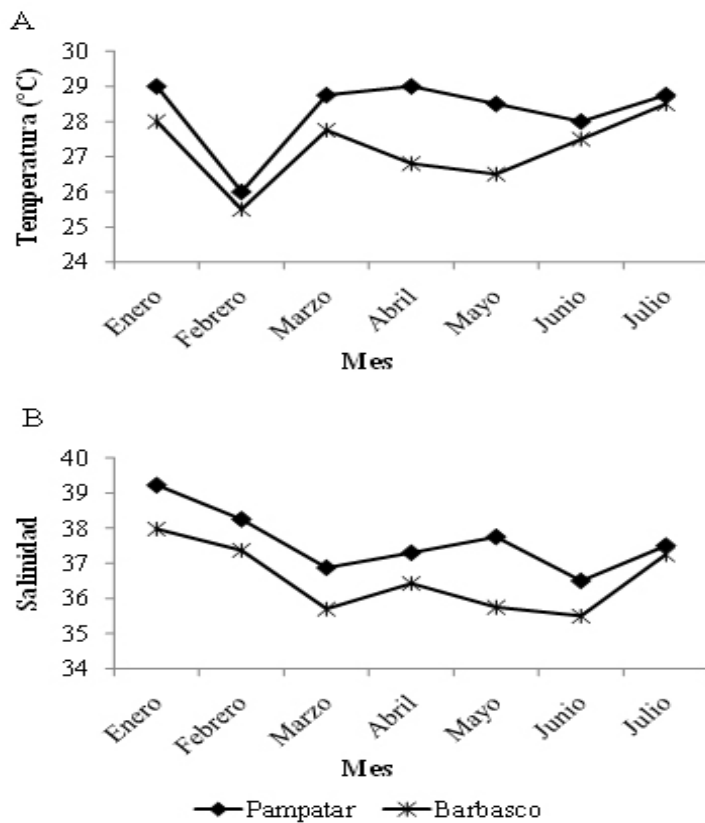 A
Temperatura (°C)
30
29
28
27
26
25
24
Enero
Febrero
Marzo
Abril
Mayo
Junio
Julio
Mes
B
Salinidad
40
39
38
37
36
35
34
Enero
Febrero
Marzo
Abril
Mayo
Junio
Julio
Mes
Pampatar Barbasco